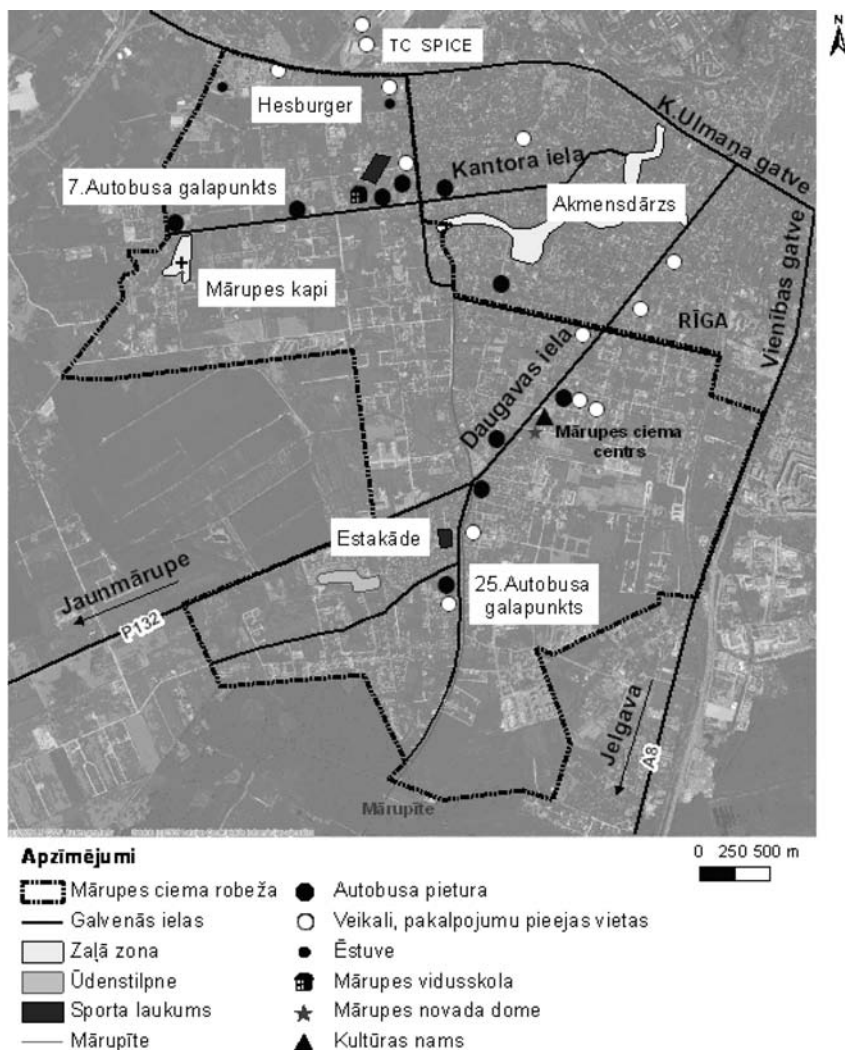 N
TC SPICE
Hesburger
K.Ulmaņa gatve
Kantora iela
7.Autobusa galapunkts
Akmensdārzs
Mārupes kapi
Vienības gatve
RĪGA
Daugavas iela
Mārupes ciema
centrs
Estakāde
Jaunmārupe
25.Autobusa
galapunkts
P132
Jelgava
A8
Mārupīte
Apzīmējumi
0 250 500 m
Mārupes ciema robeža
Autobusa pietura
Galvenās ielas
Veikali, pakalpojumu pieejas vietas
Zaļā zona
Ēstuve
Ūdenstilpne
Mārupes vidusskola
Sporta laukums
Mārupes novada dome
Mārupīte
Kultūras nams